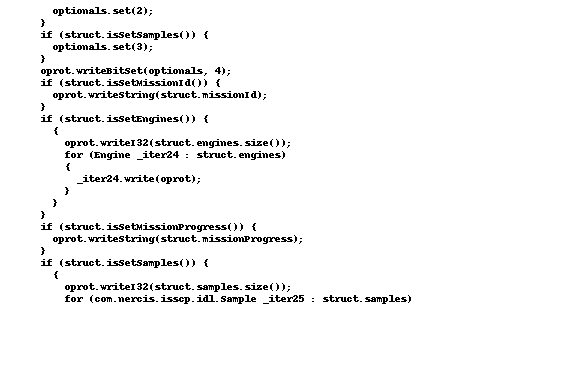 optionals.set(2);
}
if (struct.isSetSamples()) {
optionals.set(3);
}
oprot.writeBitSet(optionals, 4);
if (struct.isSetMissionId()) {
oprot.writeString(struct.missionId);
}
if (struct.isSetEngines()) {
{
oprot.writeI32(struct.engines.size());
for (Engine _iter24 : struct.engines)
{
_iter24.write(oprot);
}
}
}
if (struct.isSetMissionProgress()) {
oprot.writeString(struct.missionProgress);
}
if (struct.isSetSamples()) {
{
oprot.writeI32(struct.samples.size());
for (com.nercis.isscp.idl.Sample _iter25 : struct.samples)